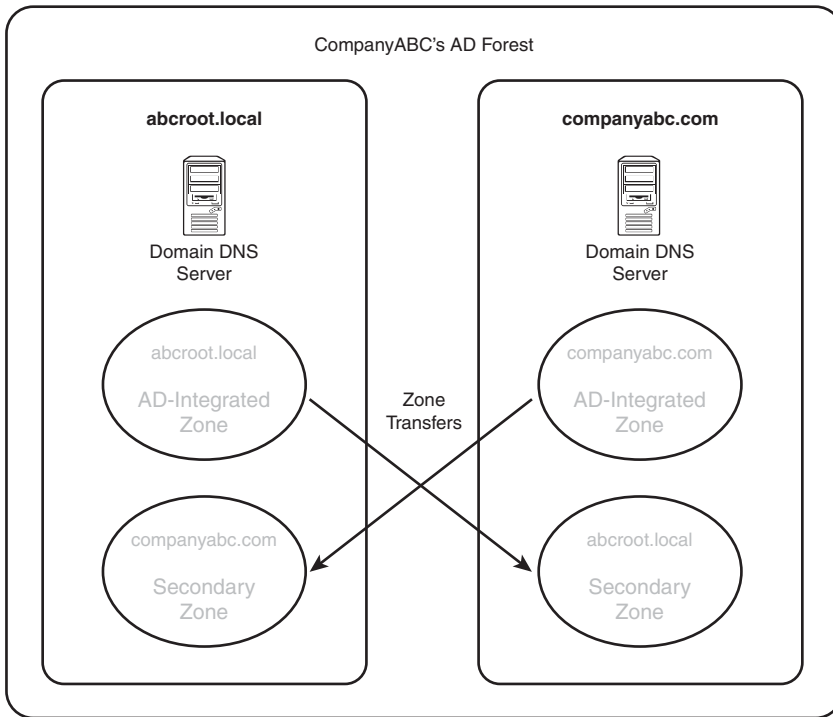 CompanyABC's AD Forest
abcroot.local
Domain DNS
Server
abcroot.local
AD-Integrated
Zone
companyabc.com
Secondary
Zone
Zone
Transfers
companyabc.com
Domain DNS
Server
companyabc.com
AD-Integrated
Zone
abcroot.local
Secondary
Zone